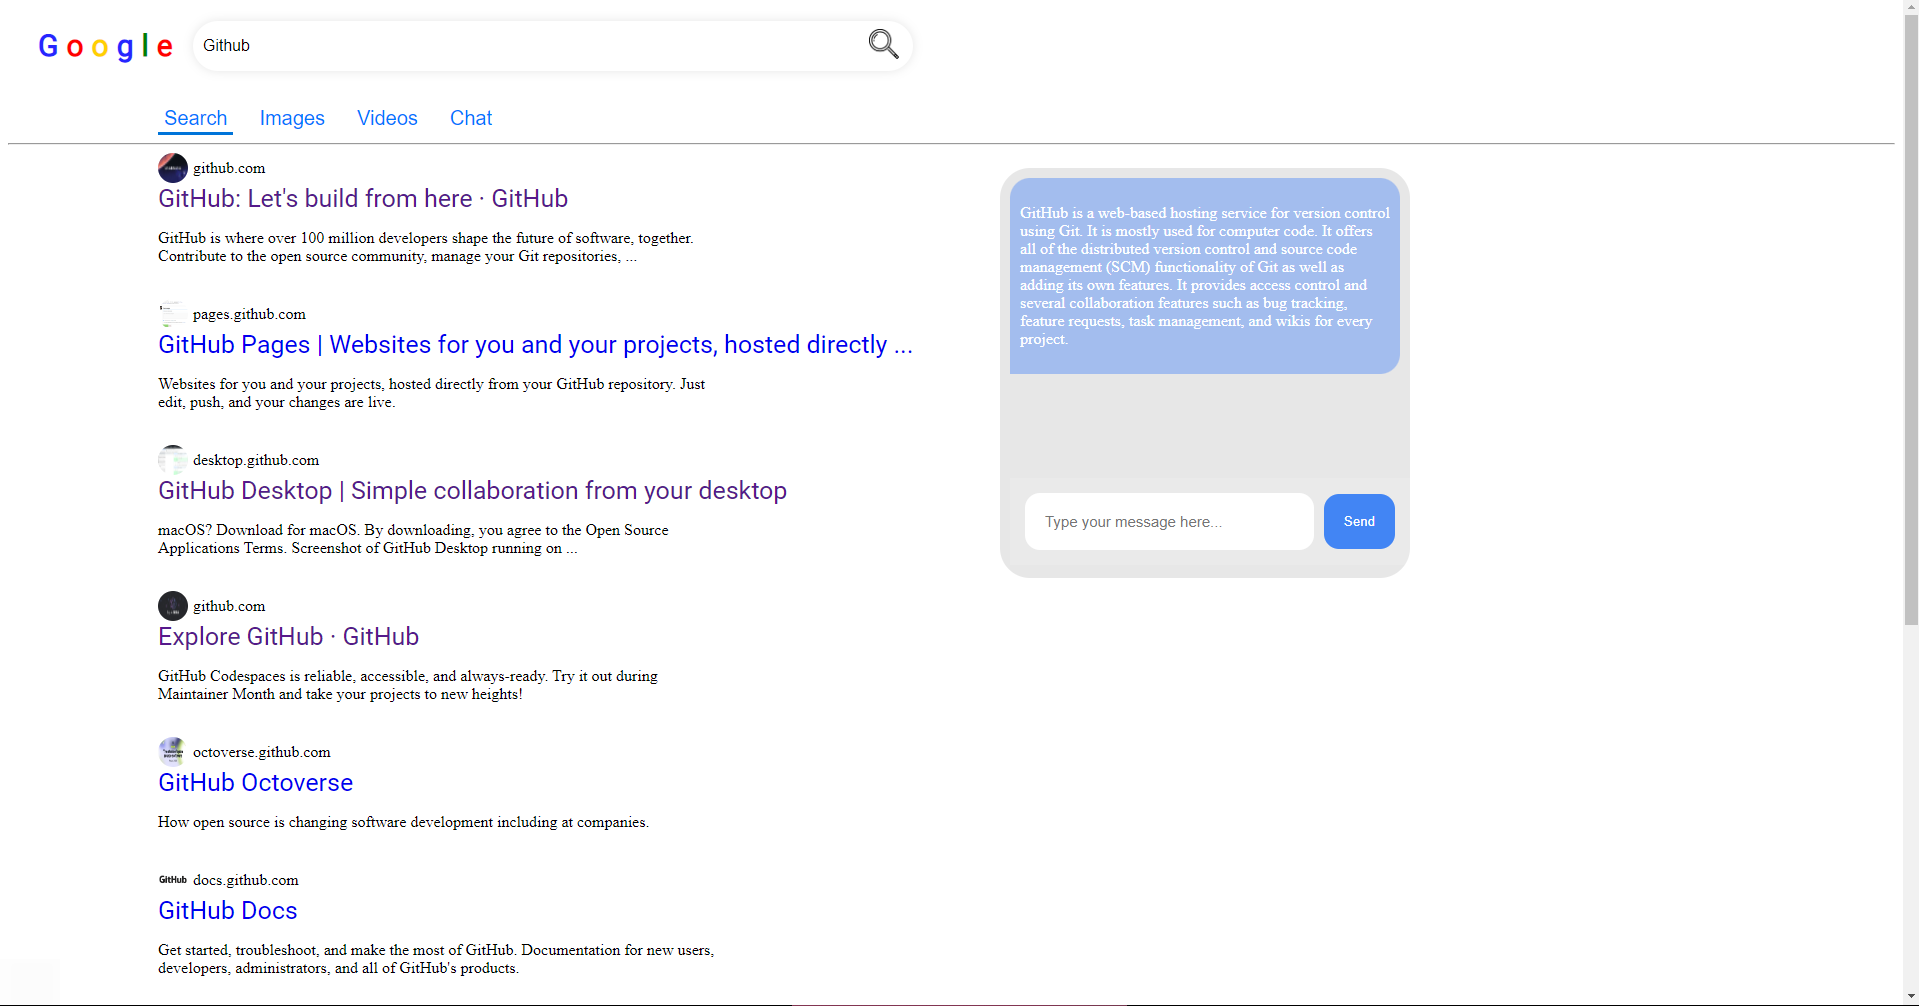 Google
Github
Search Images Videos Chat
github.com
GitHub: Let's build from here · GitHub
GitHub is where over 100 million developers shape the future of software, together.
Contribute to the open source community, manage your Git repositories, ...
pages.github.com
GitHub Pages | Websites for you and your projects, hosted directly ...
Websites for you and your projects, hosted directly from your GitHub repository. Just
edit, push, and your changes are live.
desktop.github.com
GitHub Desktop | Simple collaboration from your desktop
macOS? Download for macOS. By downloading, you agree to the Open Source
Applications Terms. Screenshot of GitHub Desktop running on ...
github.com
Explore GitHub · GitHub
GitHub Codespaces is reliable, accessible, and always-ready. Try it out during
Maintainer Month and take your projects to new heights!
octoverse.github.com
GitHub Octoverse
How open source is changing software development including at companies.
GitHub docs.github.com
GitHub Docs
Get started, troubleshoot, and make the most of GitHub. Documentation for new users,
developers, administrators, and all of GitHub's products.
GitHub is a web-based hosting service for version control
using Git. It is mostly used for computer code. It offers
all of the distributed version control and source code
management (SCM) functionality of Git as well as
adding its own features. It provides access control and
several collaboration features such as bug tracking,
feature requests, task management, and wikis for every
project.
Type your message here...
Send